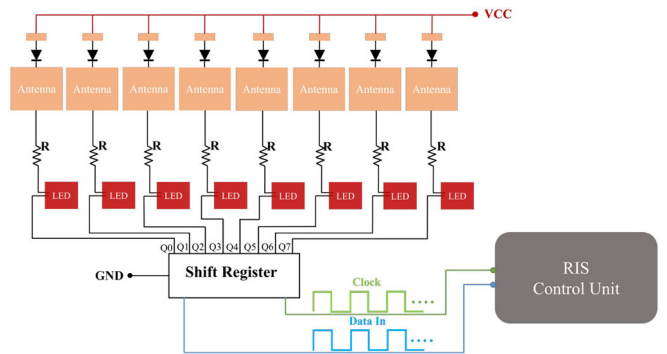 VCC
Antenna Antenna Antenna Antenna Antenna Antenna Antenna Antenna
R R R R R R R R
LED LED LED LED LED LED LED LED
Q0 Q1 Q2 Q3 Q4 Q5 Q6 Q7
GND
Shift Register
Clock
Data In
RIS
Control Unit